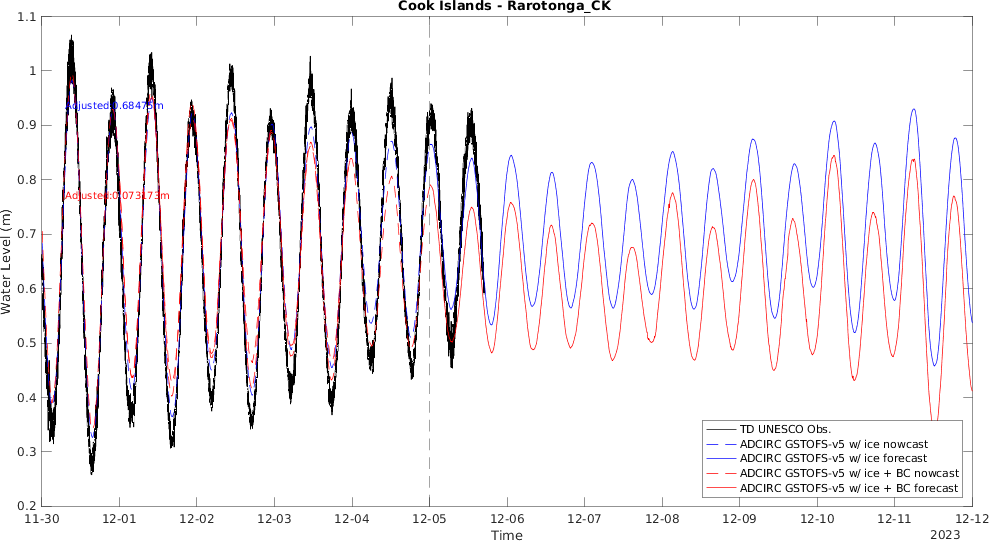 Cook Islands - Rarotonga_CK
1.1
1
0.9
0.8
0.7
0.6
0.5
0.4
0.3
0.2
Water Level (m)
Adjusted:0.68475m
Adjusted:0.073173m
TD UNESCO Obs.
ADCIRC GSTOFS-v5 w/ ice nowcast
ADCIRC GSTOFS-v5 w/ ice forecast
ADCIRC GSTOFS-v5 w/ ice + BC nowcast
ADCIRC GSTOFS-v5 w/ ice + BC forecast
11-30 12-01 12-02 12-03 12-04 12-05 12-06 12-07 12-08 12-09 12-10 12-11 12-12
Time
2023